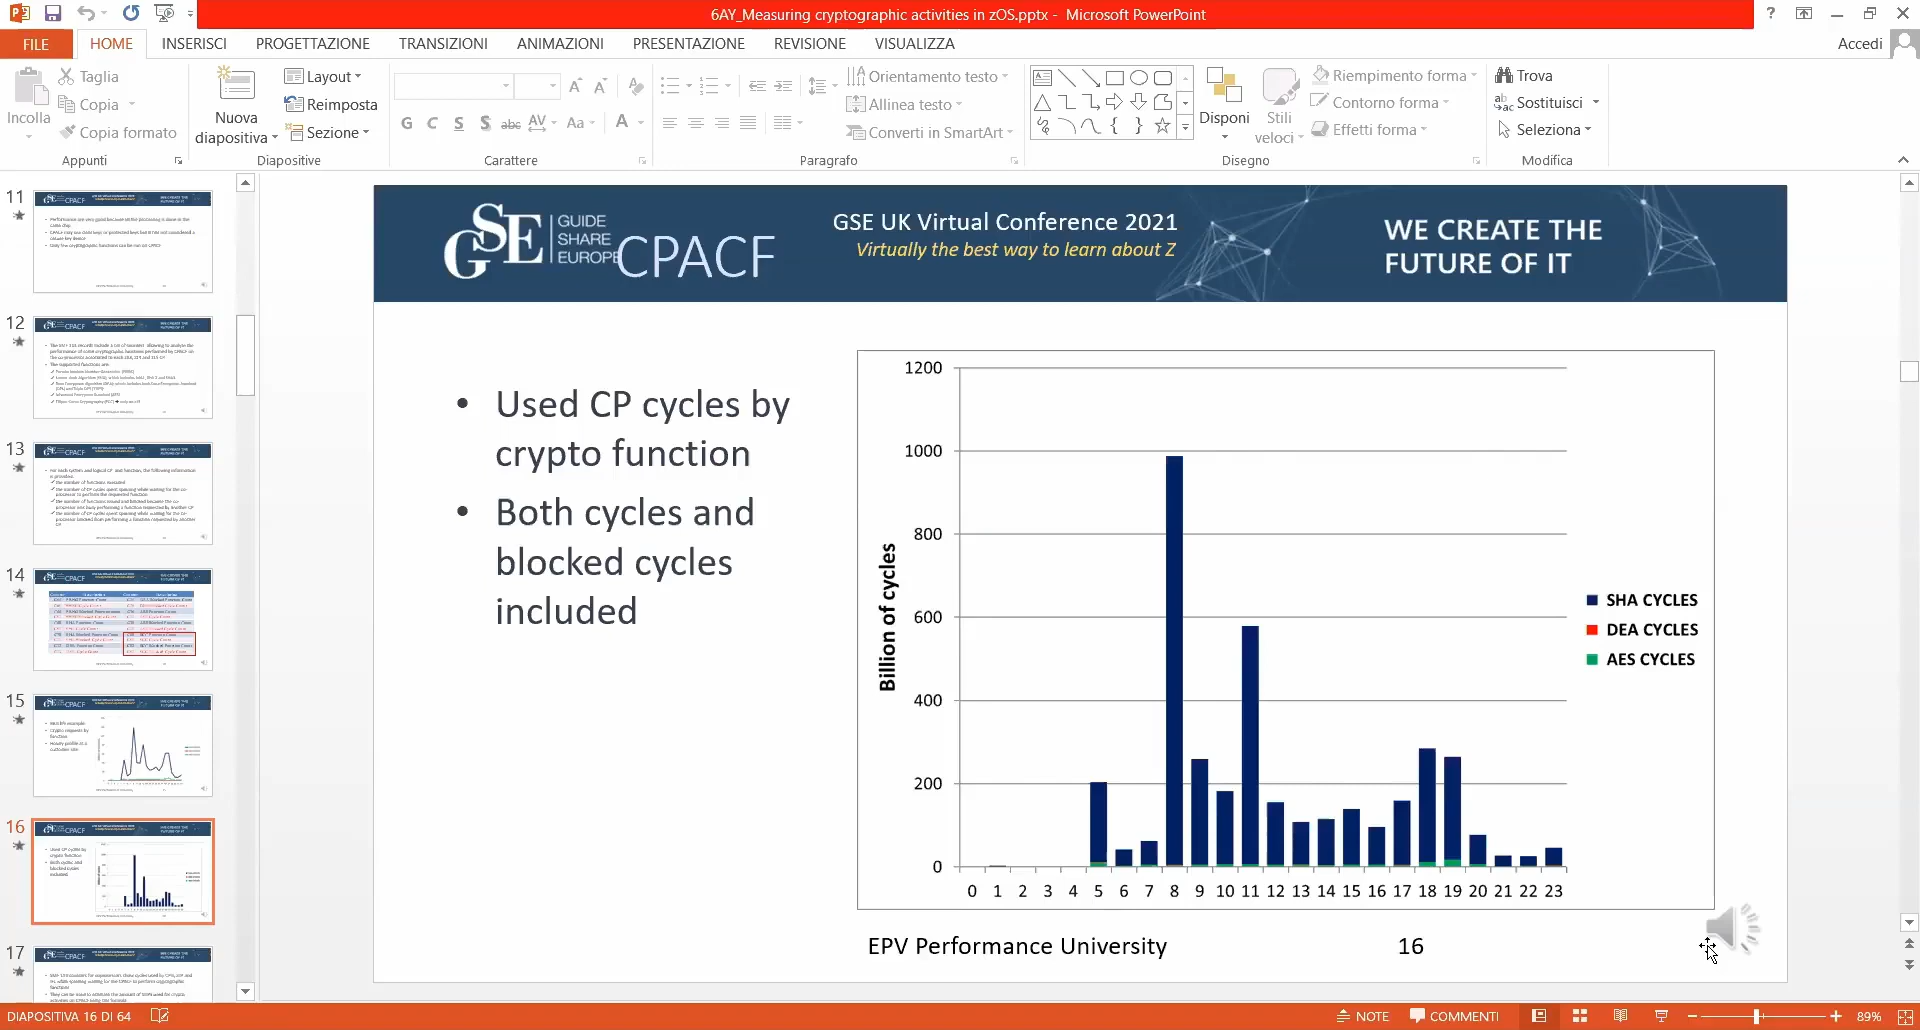 6AY_Measuring cryptographic activities in zOS.pptx - Microsoft PowerPoint
FILE HOME INSERISCI PROGETTAZIONE TRANSIZIONI ANIMAZIONI PRESENTAZIONE REVISIONE VISUALIZZA Accedi
Incolla
Taglia
Copia
Copia formato
Appunti
Nuova
diapositiva
Layout
Reimposta
Sezione
Diapositive
G C S S abc AV Aa A
Carattere
Orientamento testo
Allinea testo
Converti in SmartArt
Paragrafo
Disponi
Stili
veloci
Riempimento forma
Contorno forma
Effetti forma
Disegno
Trova
Sostituisci
Seleziona
Modifica
11
12
13
14
15
16
17
GSE
GUIDE
SHARE
EUROPE
CPACF
GSE UK Virtual Conference 2021
Virtually the best way to learn about Z
WE CREATE THE
FUTURE OF IT
• Used CP cycles by
crypto function
• Both cycles and
blocked cycles
included
Billion of cycles
1200
1000
800
600
400
200
0
0 1 2 3 4 5 6 7 8 9 10 11 12 13 14 15 16 17 18 19 20 21 22 23
SHA CYCLES
DEA CYCLES
AES CYCLES
EPV Performance University 16
DIAPOSITIVA 16 DI 64 NOTE COMMENTI 89%